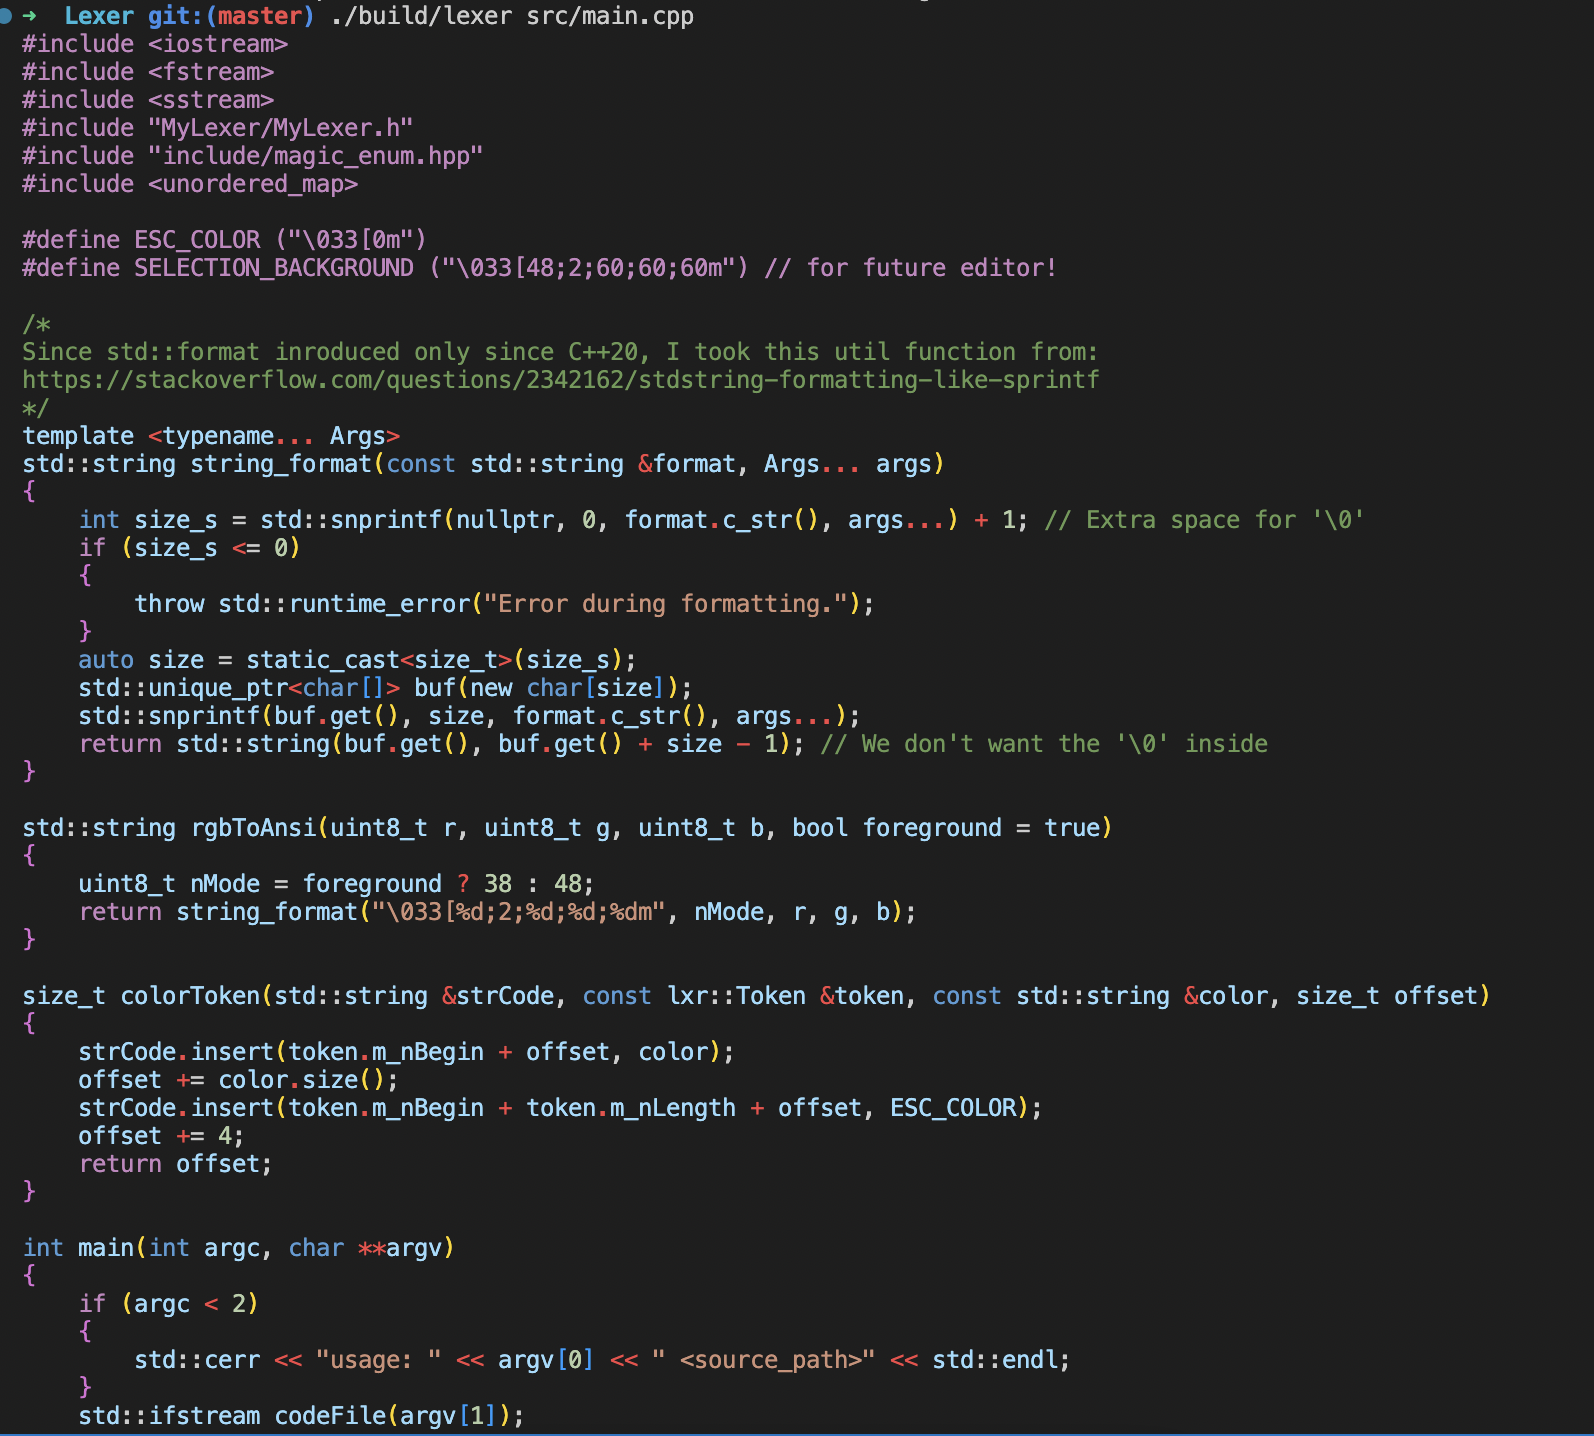 ➜  Lexer git:(master) ./build/lexer src/main.cpp
#include <iostream>
#include <fstream>
#include <sstream>
#include "MyLexer/MyLexer.h"
#include "include/magic_enum.hpp"
#include <unordered_map>

#define ESC_COLOR ("\033[0m")
#define SELECTION_BACKGROUND ("\033[48;2;60;60;60m") // for future editor!

/*
Since std::format inroduced only since C++20, I took this util function from:
https://stackoverflow.com/questions/2342162/stdstring-formatting-like-sprintf
*/
template <typename... Args>
std::string string_format(const std::string &format, Args... args)
{
    int size_s = std::snprintf(nullptr, 0, format.c_str(), args...) + 1; // Extra space for '\0'
    if (size_s <= 0)
    {
        throw std::runtime_error("Error during formatting.");
    }
    auto size = static_cast<size_t>(size_s);
    std::unique_ptr<char[]> buf(new char[size]);
    std::snprintf(buf.get(), size, format.c_str(), args...);
    return std::string(buf.get(), buf.get() + size - 1); // We don't want the '\0' inside
}

std::string rgbToAnsi(uint8_t r, uint8_t g, uint8_t b, bool foreground = true)
{
    uint8_t nMode = foreground ? 38 : 48;
    return string_format("\033[%d;2;%d;%d;%dm", nMode, r, g, b);
}

size_t colorToken(std::string &strCode, const lxr::Token &token, const std::string &color, size_t offset)
{
    strCode.insert(token.m_nBegin + offset, color);
    offset += color.size();
    strCode.insert(token.m_nBegin + token.m_nLength + offset, ESC_COLOR);
    offset += 4;
    return offset;
}

int main(int argc, char **argv)
{
    if (argc < 2)
    {
        std::cerr << "usage: " << argv[0] << " <source_path>" << std::endl;
    }
    std::ifstream codeFile(argv[1]);